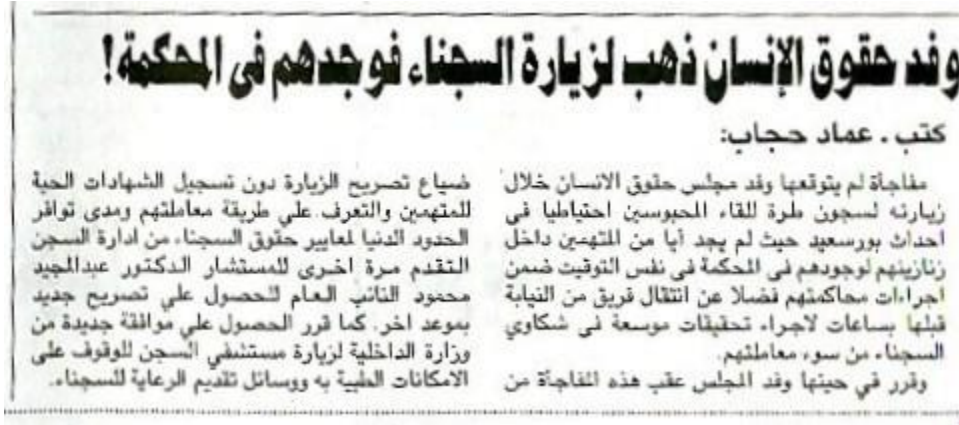 وفد حقوق الإنسان ذهب لزيارة السجناء فوجدهم فى المحكمة!
كتب . عماد حجاب:
مفاجأة لم يتوقعها وفد مجلس حقوق الانسان خلال
زيارته لسجون طرة للقاء المحبوسين احتياطيا فى
احداث بورسعيد حيث لم يجد أيا من المتهمين داخل
زنازينهم لوجودهم فى المحكمة فى نفس التوقيت ضمن
اجراءات محاكمتهم فضلا عن انتقال فريق من النيابة
قبلها بساعات لاجراء تحقيقات موسعة فى شكاوي
السجناء من سوء معاملتهم.
وقرر في حينها وفد المجلس عقب هذه المفاجأة من
ضياع تصريح الزيارة دون تسجيل الشهادات الحية
للمتهمين والتعرف علي طريقة معاملتهم ومدى توافر
الحدود الدنيا لمعايير حقوق السجناء من ادارة السجن
التقدم مرة اخرى للمستشار الدكتور عبدالمجيد
محمود النائب العام للحصول علي تصريح جديد
بموعد اخر. كما قرر الحصول علي موافقة جديدة من
وزارة الداخلية لزيارة مستشفي السجن للوقوف على
الامكانات الطبية به ووسائل تقديم الرعاية للسجناء.